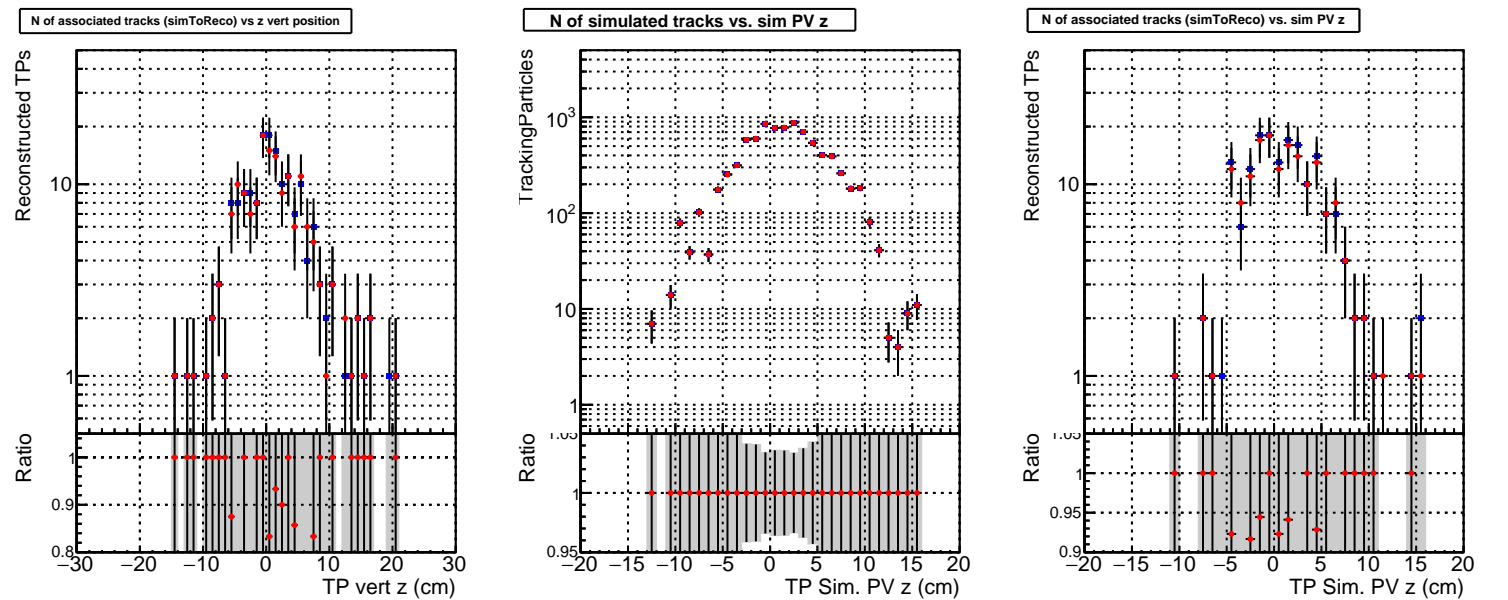 N of associated tracks (simToReco) vs z vert position
Reconstructed TPs
10
1
Ratio
1
0.9
0.8
−30 −20 −10 0 10 20 30
TP vert z (cm)
N of simulated tracks vs. sim PV z
TrackingParticles
10³
10²
10
1
Ratio
1.05
1
0.95
−20 −15 −10 −5 0 5 10 15 20
TP Sim. PV z (cm)
N of associated tracks (simToReco) vs. sim PV z
Reconstructed TPs
10
1
Ratio
1.05
1
0.95
0.9
−20 −15 −10 −5 0 5 10 15 20
TP Sim. PV z (cm)